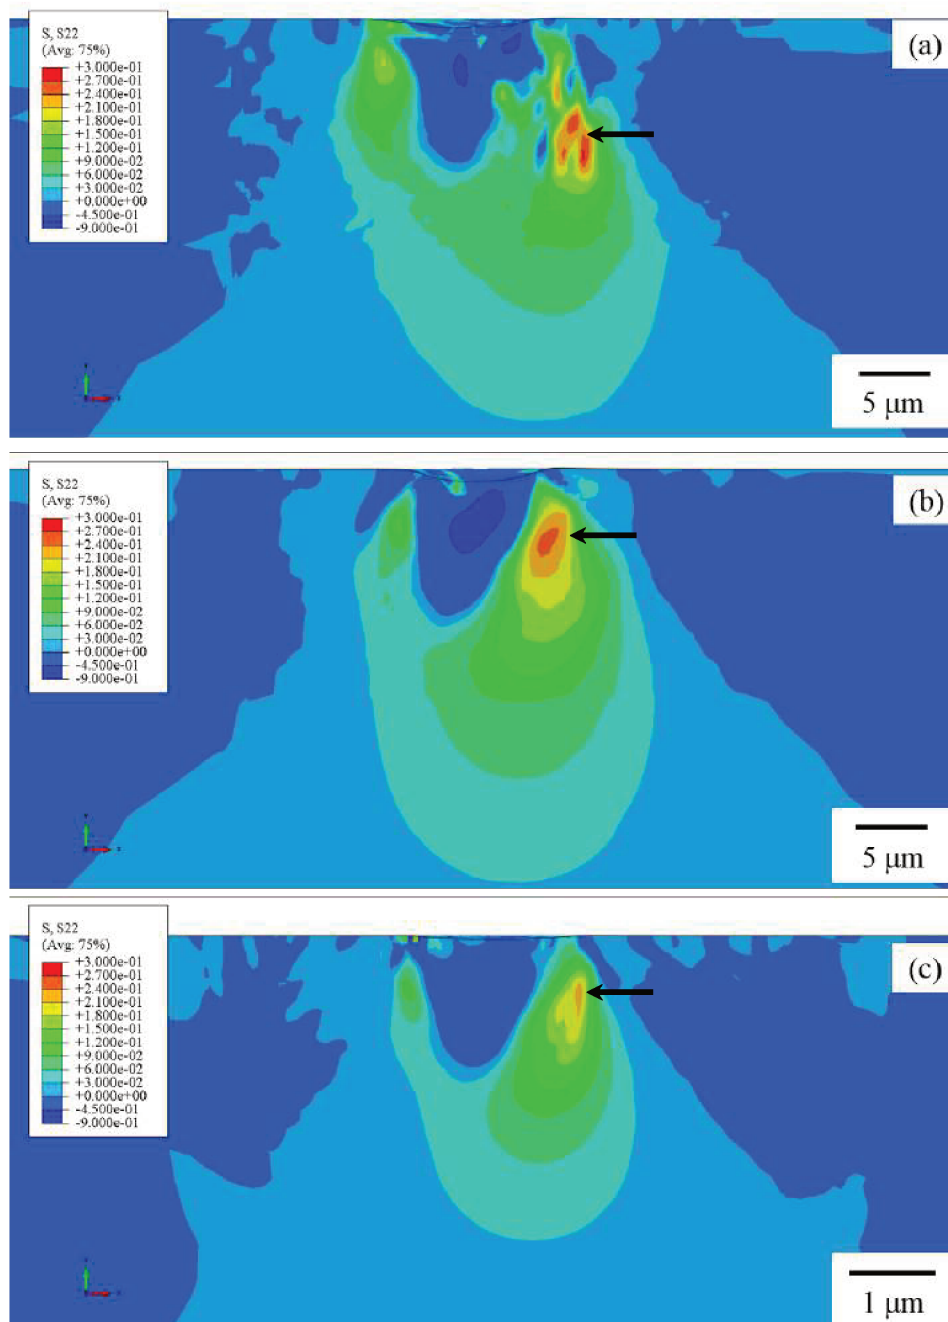 S, S22
(Avg: 75%)
+3.000e-01
+2.700e-01
+2.400e-01
+2.100e-01
+1.800e-01
+1.500e-01
+1.200e-01
+9.000e-02
+6.000e-02
+3.000e-02
+0.000e+00
-4.500e-01
-9.000e-01
(a)
5 μm
S, S22
(Avg: 75%)
+3.000e-01
+2.700e-01
+2.400e-01
+2.100e-01
+1.800e-01
+1.500e-01
+1.200e-01
+9.000e-02
+6.000e-02
+3.000e-02
+0.000e+00
-4.500e-01
-9.000e-01
(b)
5 μm
S, S22
(Avg: 75%)
+3.000e-01
+2.700e-01
+2.400e-01
+2.100e-01
+1.800e-01
+1.500e-01
+1.200e-01
+9.000e-02
+6.000e-02
+3.000e-02
+0.000e+00
-4.500e-01
-9.000e-01
(c)
1 μm